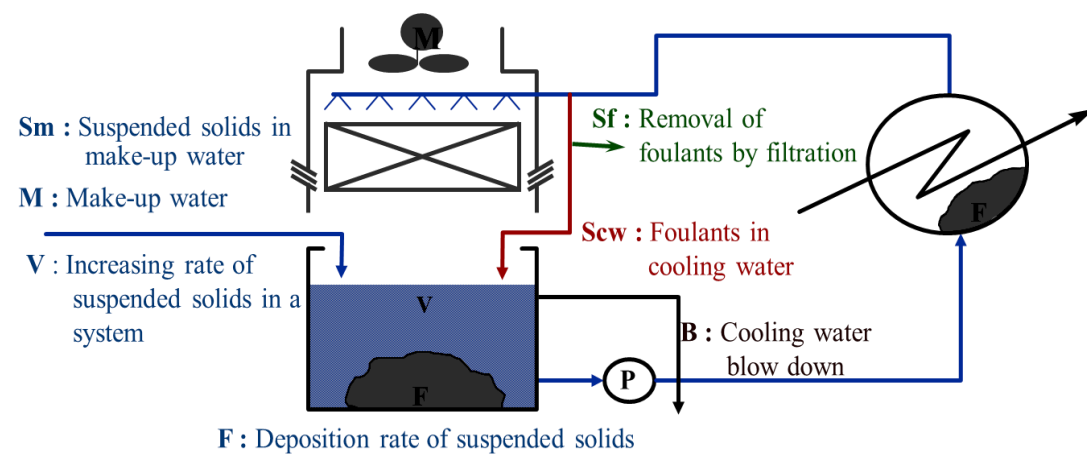 M
Sm : Suspended solids in
make-up water
M : Make-up water
Sf : Removal of
foulants by filtration
F
Scw : Foulants in
cooling water
V : Increasing rate of
suspended solids in a
system
V
B : Cooling water
blow down
P
F
F : Deposition rate of suspended solids